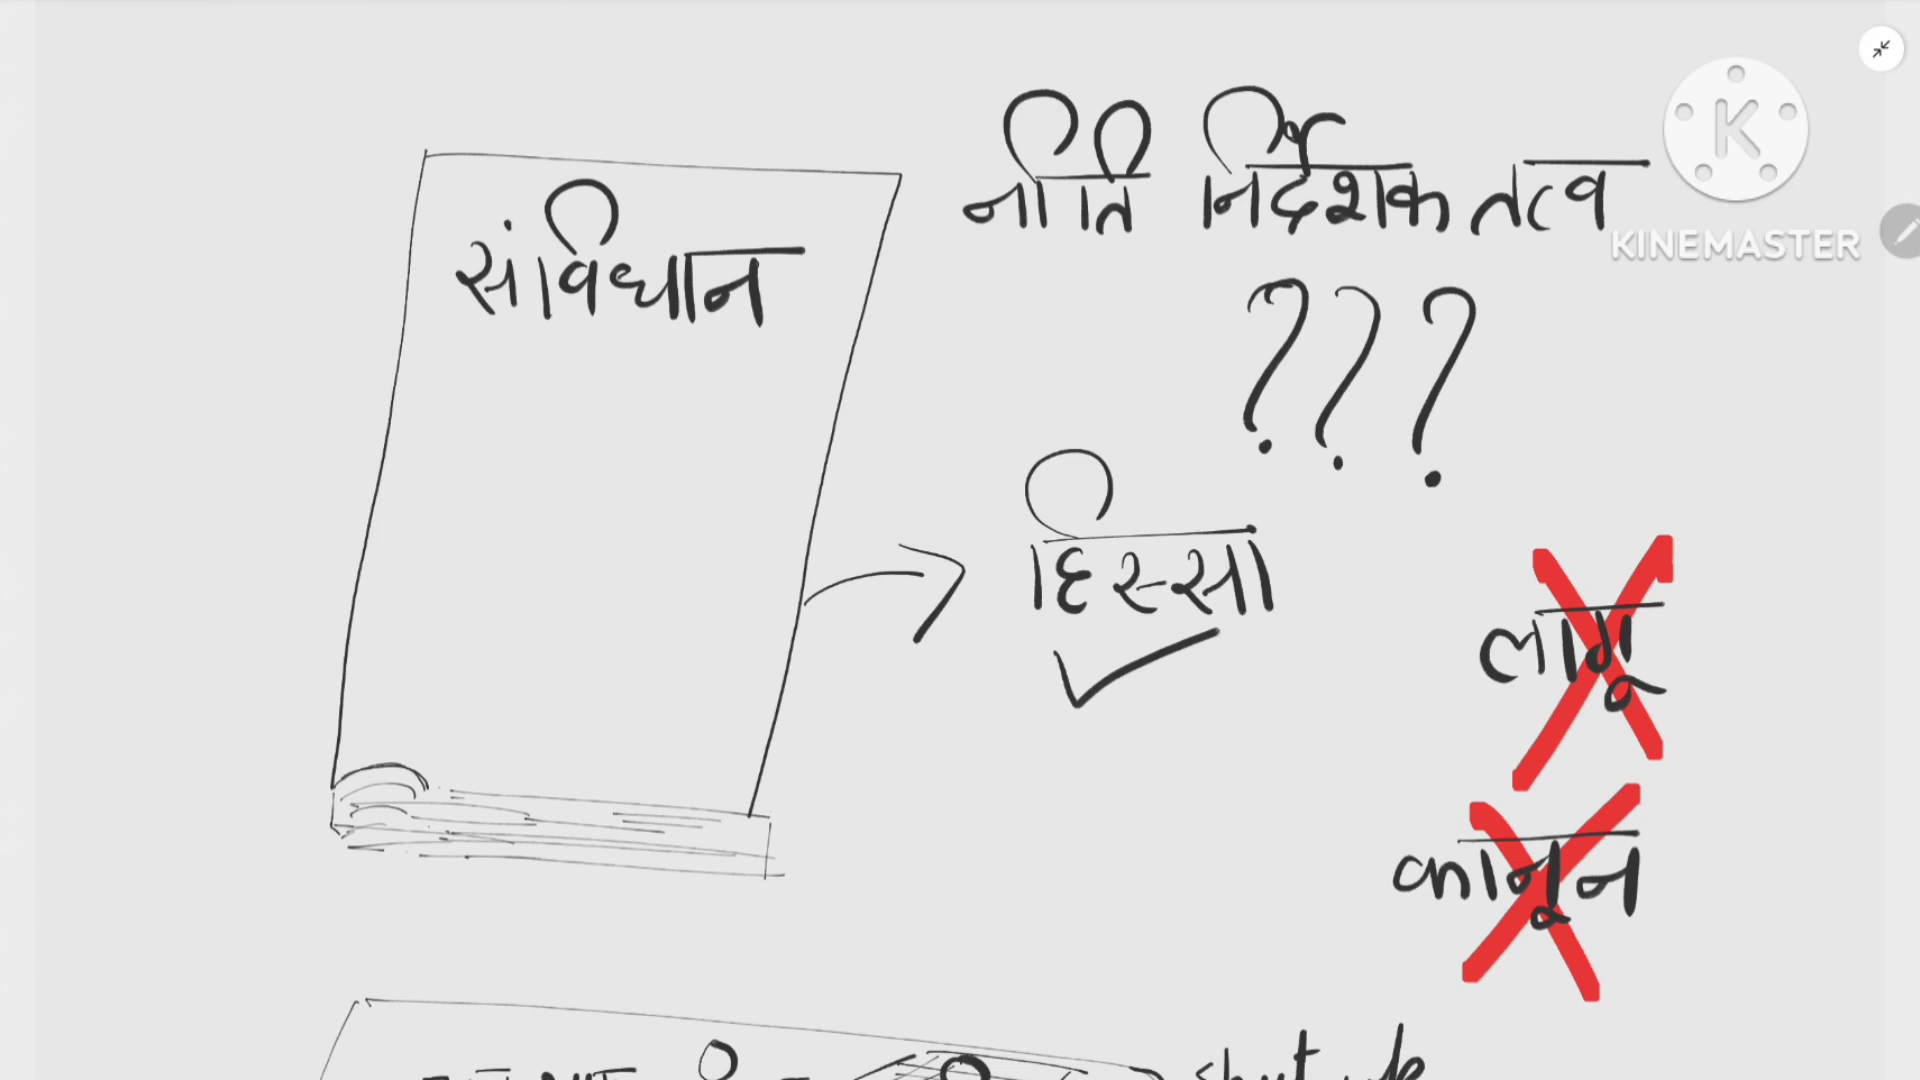 नीति निर्देशक तत्व
संविधान
???
हिस्सा
लागू
कानून
K
KINEMASTER